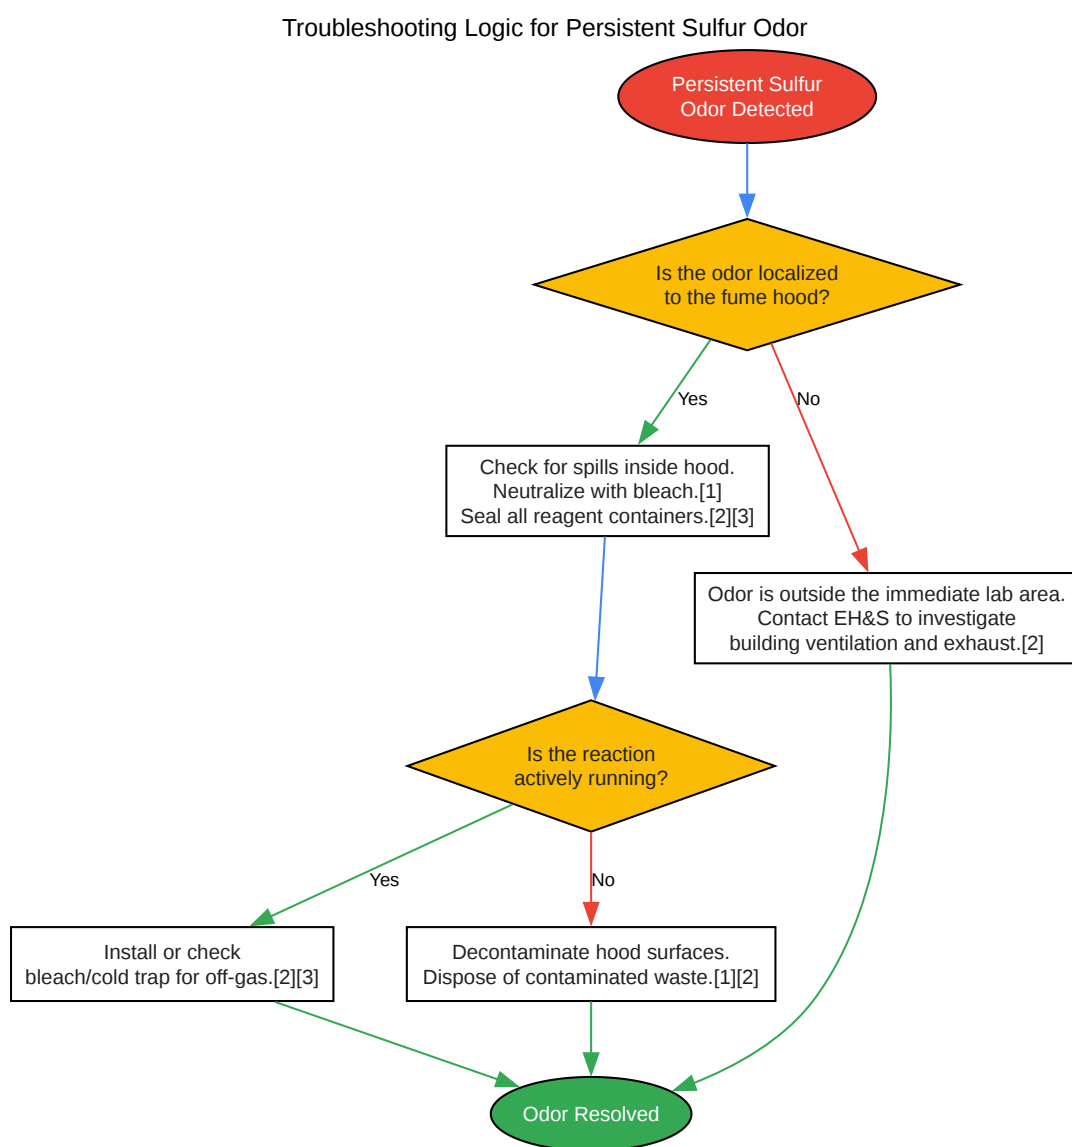 Troubleshooting Logic for Persistent Sulfur Odor
Persistent Sulfur
Odor Detected
Is the odor localized
to the fume hood?
Yes
No
Check for spills inside hood.
Neutralize with bleach.[1]
Seal all reagent containers.[2][3]
Odor is outside the immediate lab area.
Contact EH&S to investigate
building ventilation and exhaust.[2]
Is the reaction
actively running?
Yes
No
Install or check
bleach/cold trap for off-gas.[2][3]
Decontaminate hood surfaces.
Dispose of contaminated waste.[1][2]
Odor Resolved